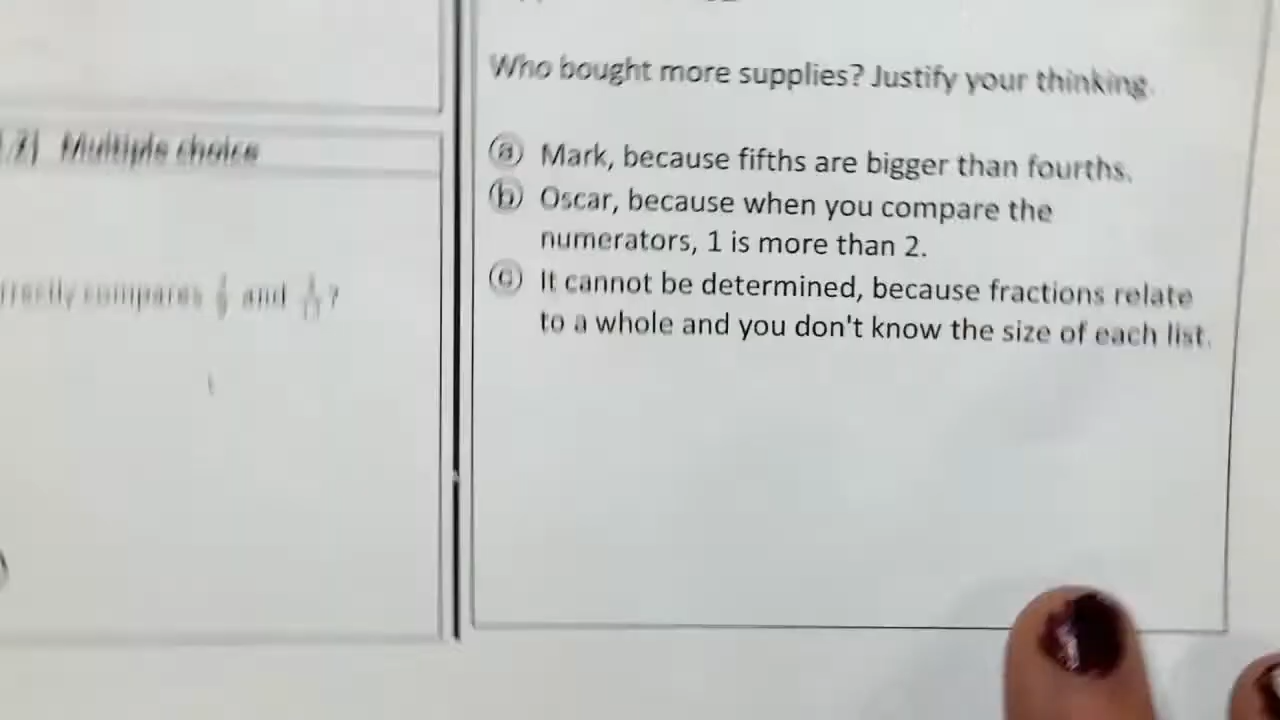 Who bought more supplies? Justify your thinking.
Multiple choice
ⓐ Mark, because fifths are bigger than fourths.
ⓑ Oscar, because when you compare the
numerators, 1 is more than 2.
and
ⓒ It cannot be determined, because fractions relate
to a whole and you don't know the size of each list.